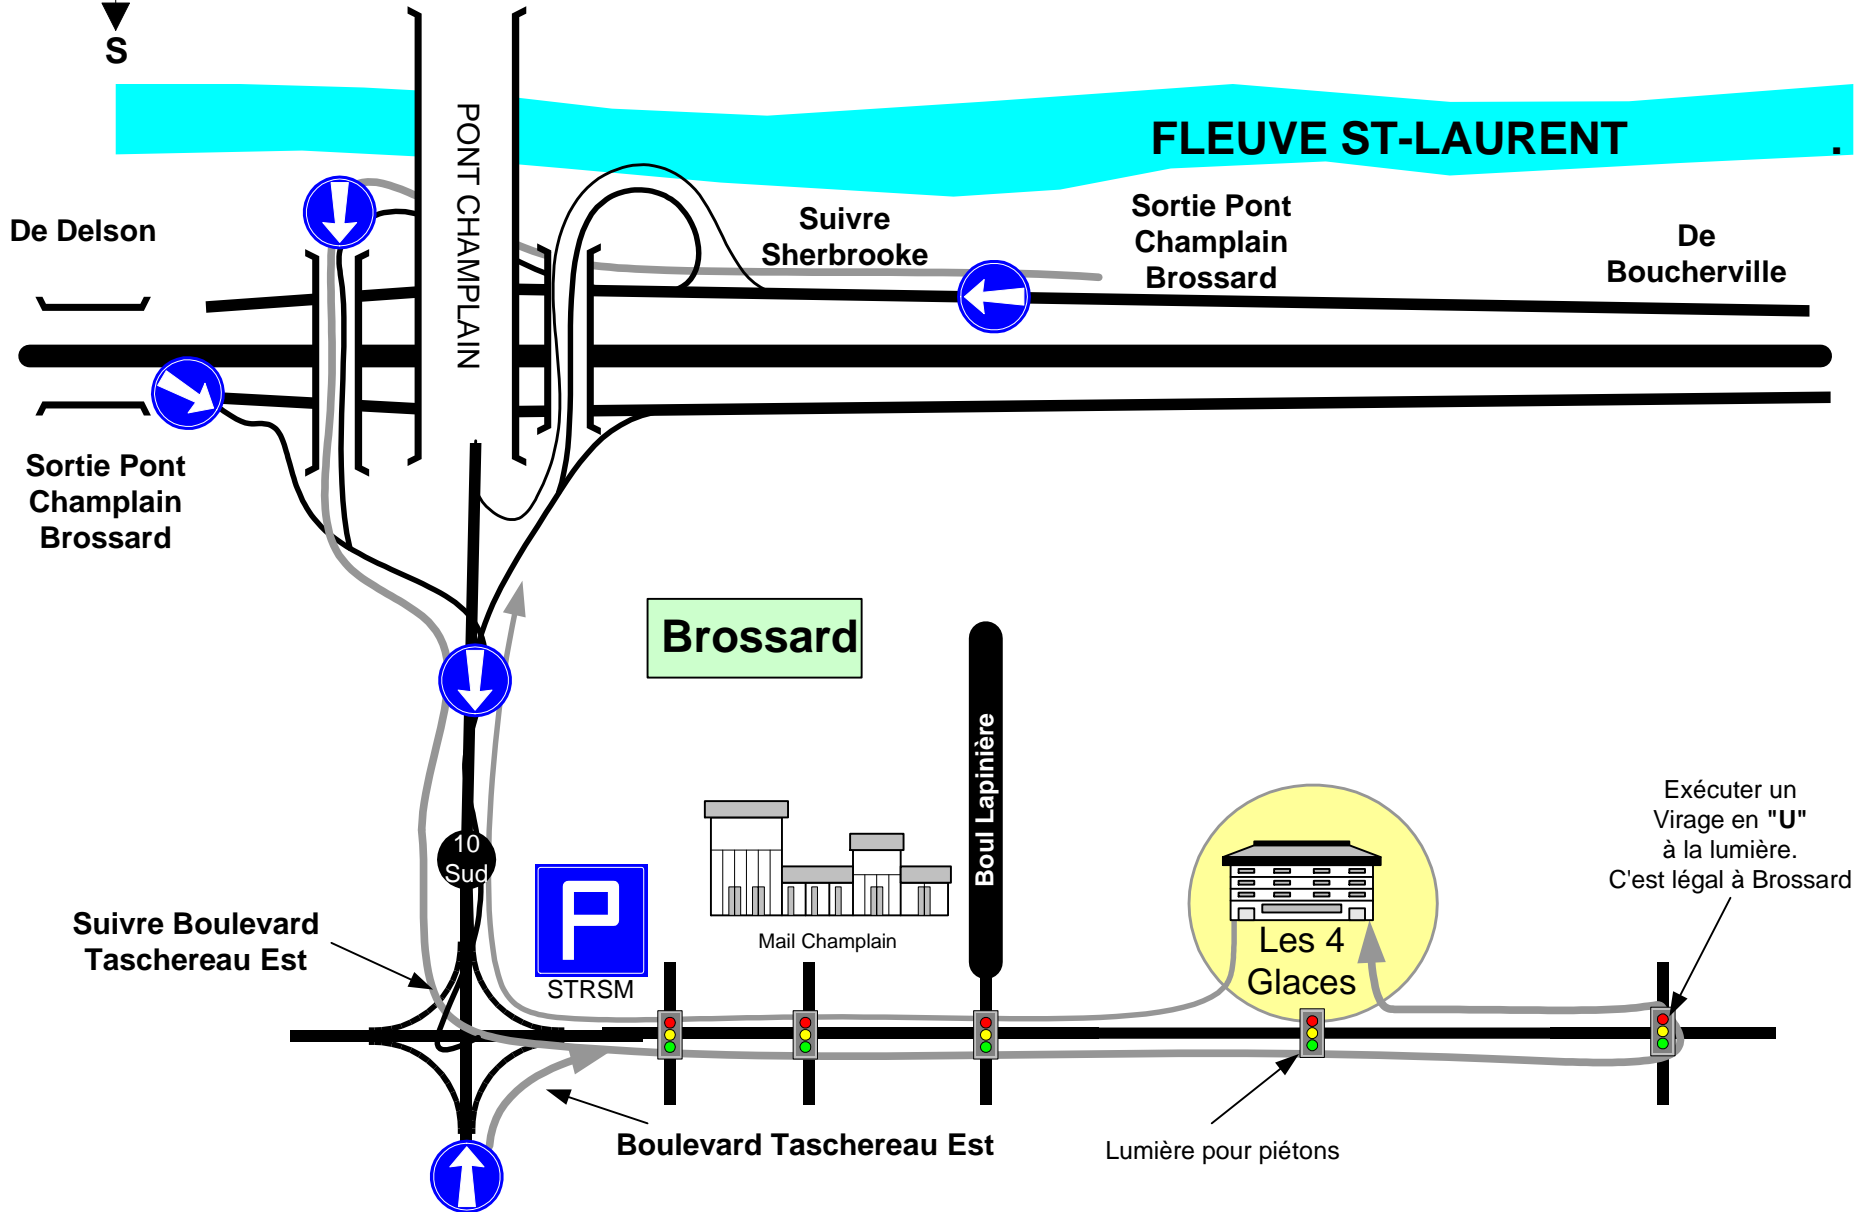 S
PONT CHAMPLAIN
FLEUVE ST-LAURENT .
De Delson
Suivre
Sherbrooke
Sortie Pont
Champlain
Brossard
De
Boucherville
Sortie Pont
Champlain
Brossard
Brossard
Boul Lapinière
10
Sud
Exécuter un
Virage en "U"
à la lumière.
C'est légal à Brossard
Suivre Boulevard
Taschereau Est
P
STRSM
Mail Champlain
Les 4
Glaces
Boulevard Taschereau Est
Lumière pour piétons